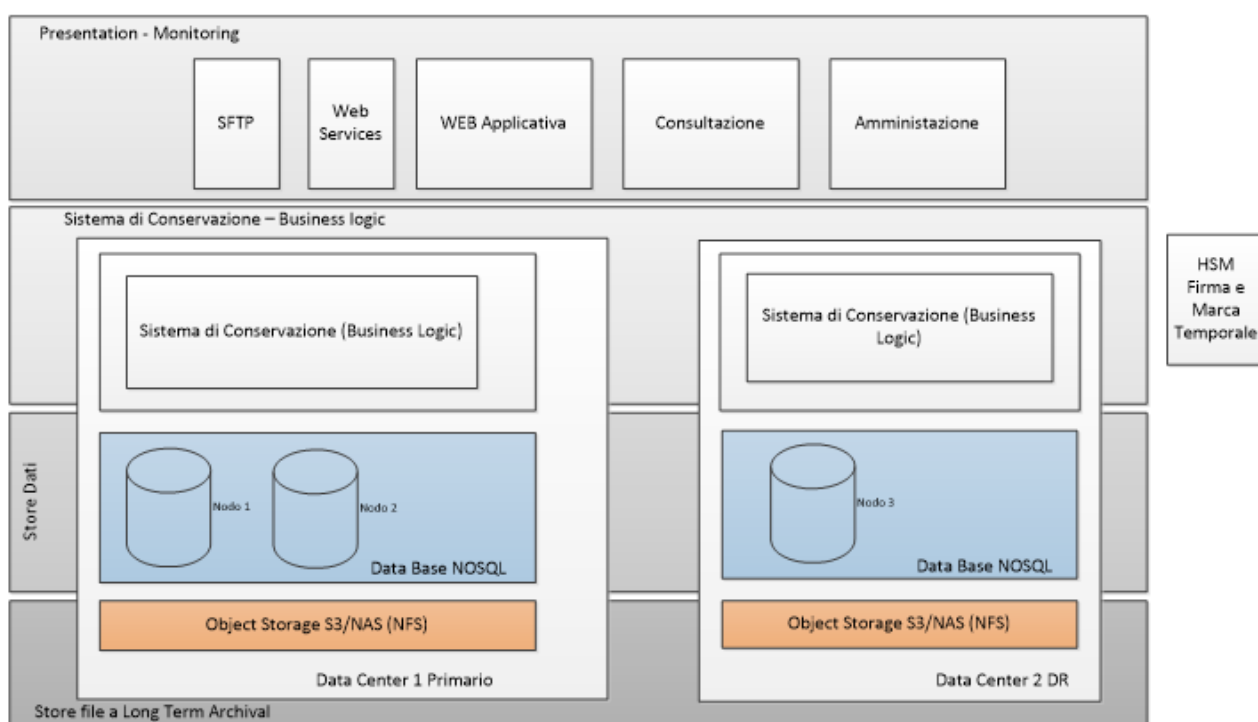 Presentation - Monitoring
SFTP
Web
Services
WEB Applicativa
Consultazione
Amministazione
Sistema di Conservazione – Business logic
Sistema di Conservazione (Business Logic)
Sistema di Conservazione (Business
Logic)
HSM
Firma e
Marca
Temporale
Store Dati
Nodo 1
Nodo 2
Data Base NOSQL
Nodo 3
Data Base NOSQL
Object Storage S3/NAS (NFS)
Object Storage S3/NAS (NFS)
Data Center 1 Primario
Data Center 2 DR
Store file a Long Term Archival